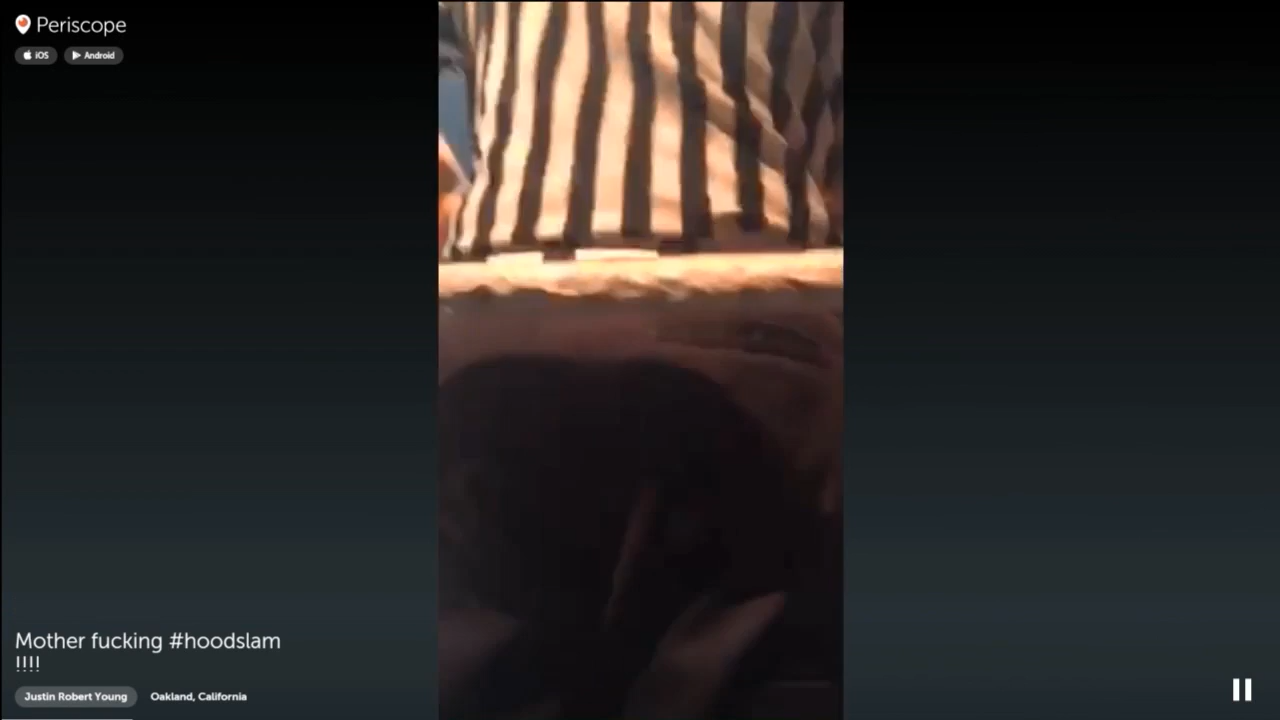 Periscope
iOS
Android
Mother fucking #hoodslam
!!!!
Justin Robert Young
Oakland, California